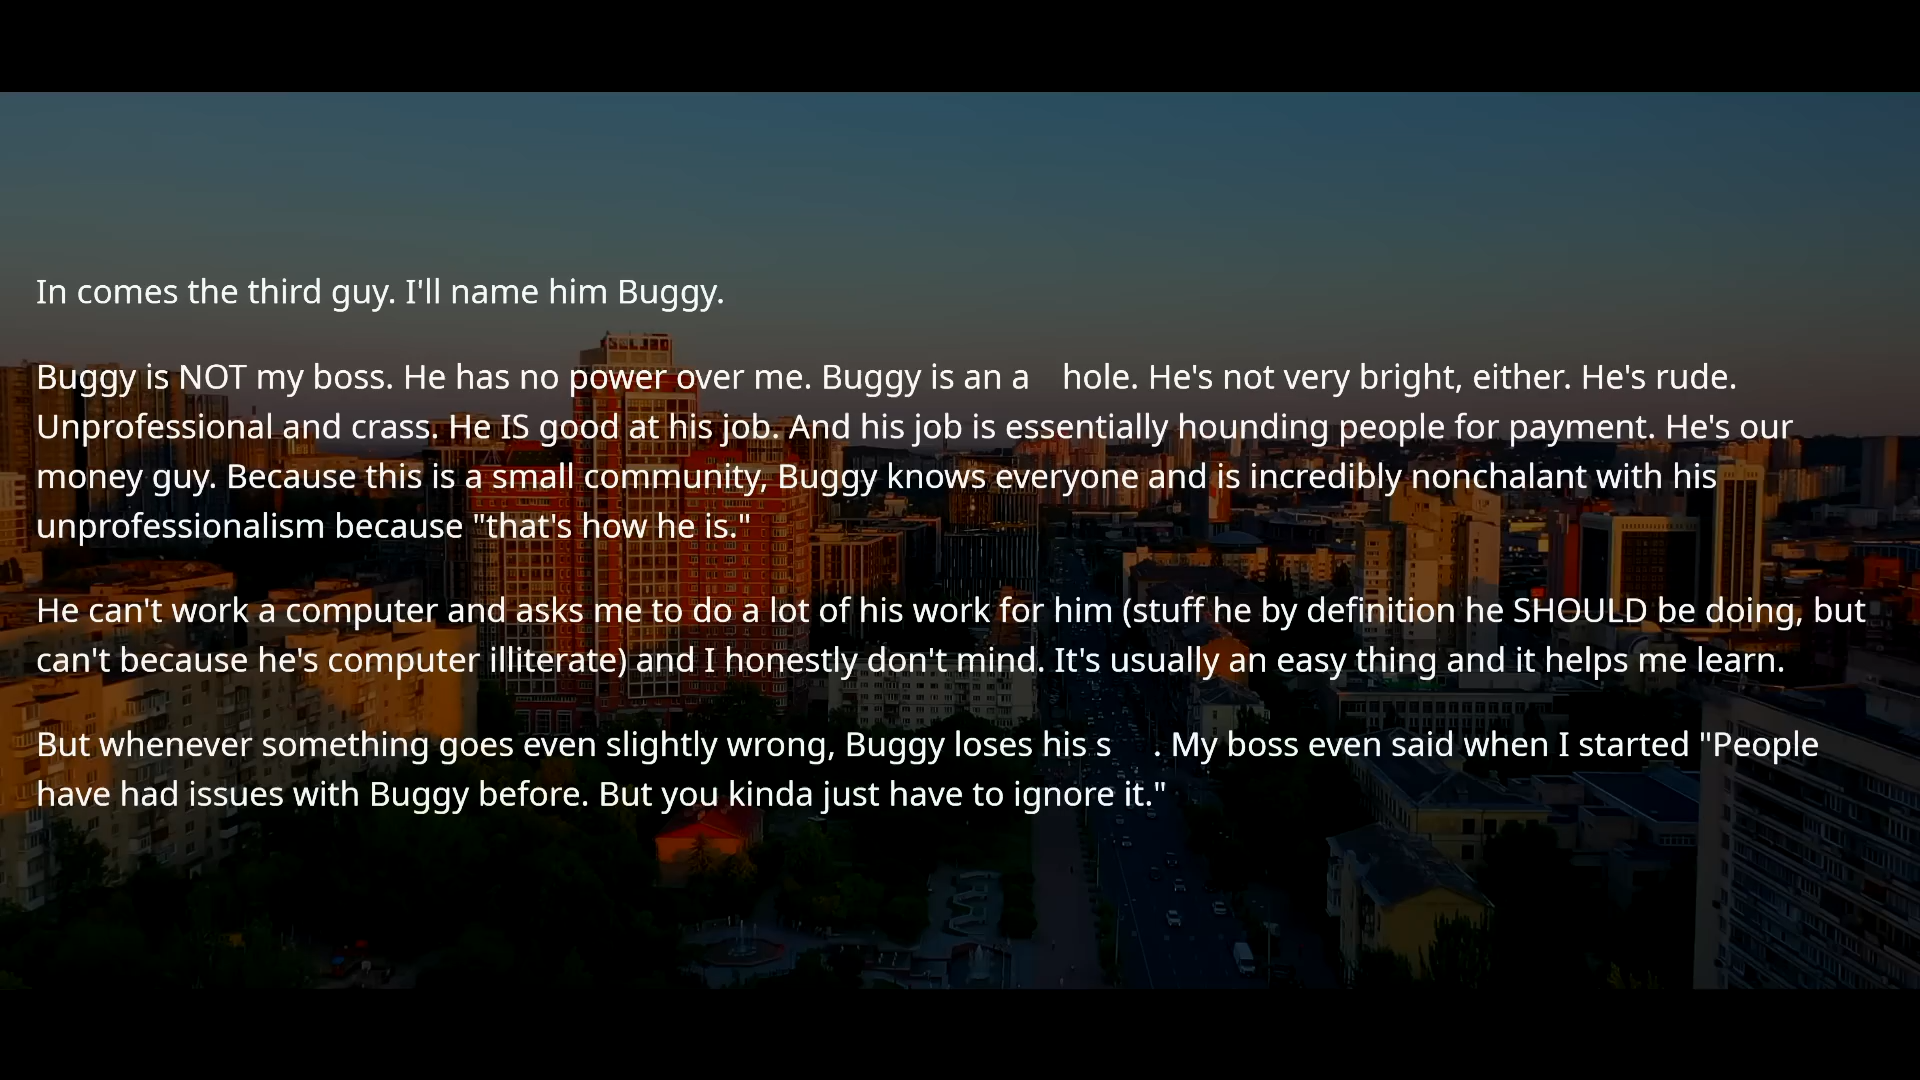 In comes the third guy. I'll name him Buggy.
Buggy is NOT my boss. He has no power over me. Buggy is an a hole. He's not very bright, either. He's rude.
Unprofessional and crass. He IS good at his job. And his job is essentially hounding people for payment. He's our
money guy. Because this is a small community, Buggy knows everyone and is incredibly nonchalant with his
unprofessionalism because "that's how he is."
He can't work a computer and asks me to do a lot of his work for him (stuff he by definition he SHOULD be doing, but
can't because he's computer illiterate) and I honestly don't mind. It's usually an easy thing and it helps me learn.
But whenever something goes even slightly wrong, Buggy loses his s . My boss even said when I started "People
have had issues with Buggy before. But you kinda just have to ignore it."